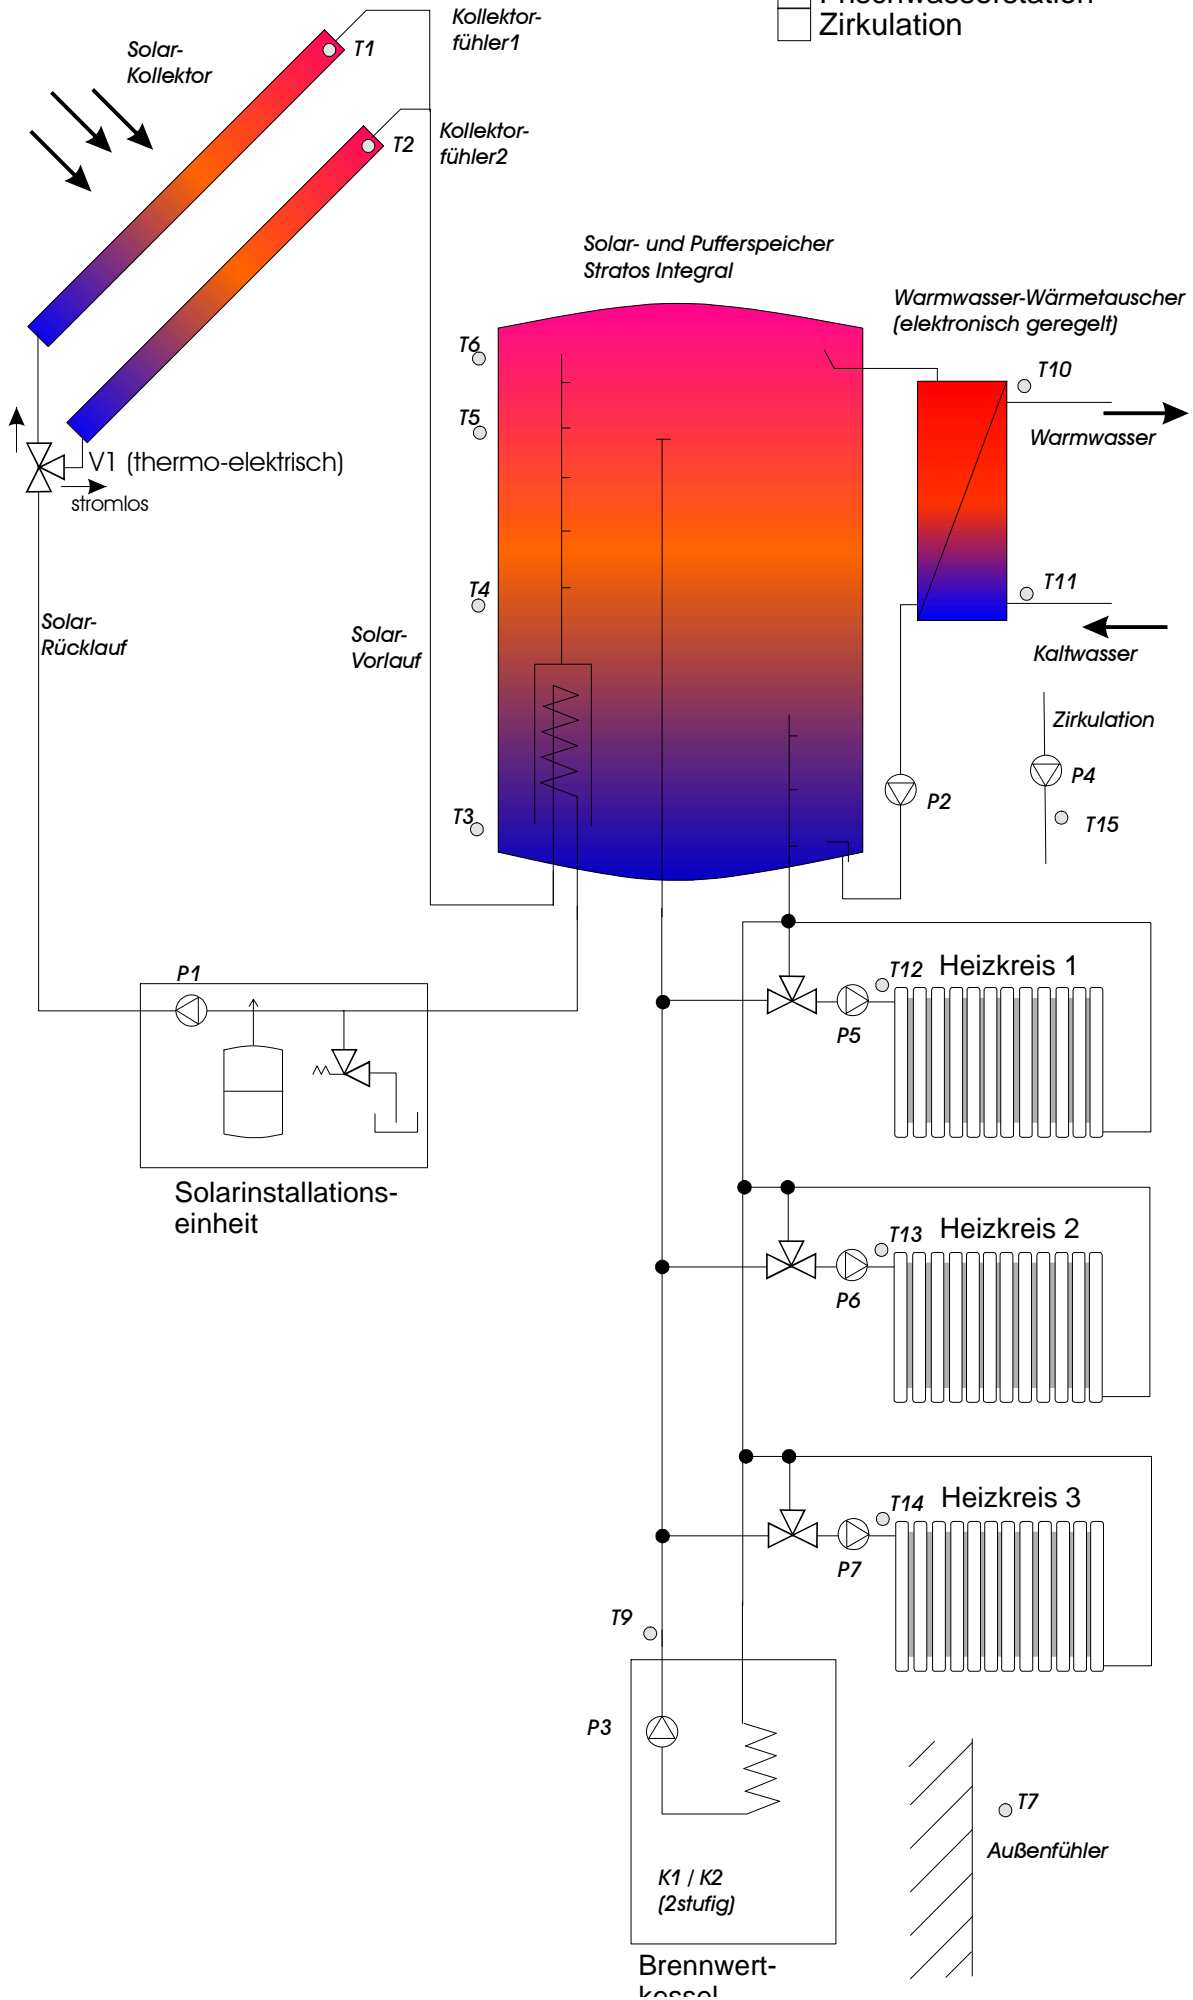 Frischwasserstation
Zirkulation
Kollektor-
fühler1
Solar-
Kollektor
T1
T2
Kollektor-
fühler2
Solar- und Pufferspeicher
Stratos Integral
Warmwasser-Wärmetauscher
(elektronisch geregelt)
T6
T10
T5
Warmwasser
V1 (thermo-elektrisch)
stromlos
T4
T11
Solar-
Rücklauf
Solar-
Vorlauf
Kaltwasser
Zirkulation
P4
P2
T3
T15
P1
T12
Heizkreis 1
P5
Solarinstallations-
einheit
T13
Heizkreis 2
P6
T14
Heizkreis 3
P7
T9
P3
T7
Außenfühler
K1 / K2
(2stufig)
Brennwert-
kessel